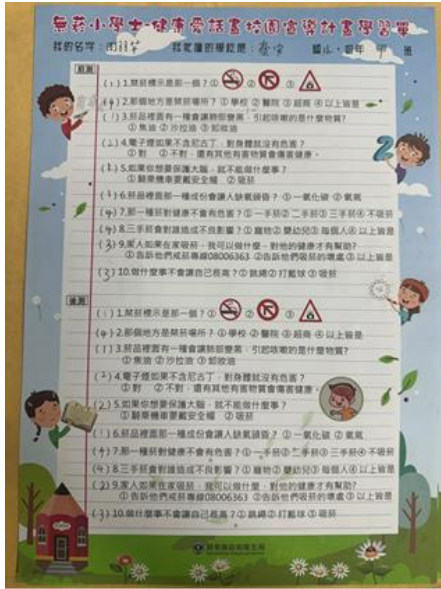 無菸小學士-健康愛話畫校園宣導計畫學習單
我的名字： 我就讀的學校是： 國小， 年 班
前測
(1) 1.禁菸標示是那一個？① ② ③
(4) 2.那個地方是禁菸場所？① 學校 ② 醫院 ③ 超商 ④ 以上皆是
(1) 3.菸品裡面有一種會讓肺部變黑，引起咳嗽的是什麼物質？
① 焦油 ② 沙拉油 ③ 卸妝油
(2) 4.電子煙如果不含尼古丁，對身體就沒有危害？
① 對 ② 不對，還有其他有害物質會傷害健康。
5.如果你想要保護大腦，就不能做什麼事？
① 騎乘機車要戴安全帽 ② 吸菸
(1) 6.菸品裡面那一種成份會讓人缺氧頭昏？ ① 一氧化碳 ② 氧氣
(4) 7.那一種菸對健康不會有危害？ ① 一手菸 ② 二手菸 ③ 三手菸 ④ 不吸菸
(4) 8.三手菸會對誰造成不良影響？ ① 寵物 ② 嬰幼兒 ③ 每個人 ④ 以上皆是
(3) 9.家人如果在家吸菸，我可以做什麼，對他的健康才有幫助？
① 告訴他們戒菸專線08006363 ② 告訴他們吸菸的壞處 ③ 以上皆是
(3) 10.做什麼事不會讓自己長高？① 跳繩 ② 打籃球 ③ 吸菸
後測
(1) 1.禁菸標示是那一個？① ② ③
(4) 2.那個地方是禁菸場所？① 學校 ② 醫院 ③ 超商 ④ 以上皆是
(1) 3.菸品裡面有一種會讓肺部變黑，引起咳嗽的是什麼物質？
① 焦油 ② 沙拉油 ③ 卸妝油
(2) 4.電子煙如果不含尼古丁，對身體就沒有危害？
① 對 ② 不對，還有其他有害物質會傷害健康。
(2) 5.如果你想要保護大腦，就不能做什麼事？
① 騎乘機車要戴安全帽 ② 吸菸
(1) 6.菸品裡面那一種成份會讓人缺氧頭昏？ ① 一氧化碳 ② 氧氣
(4) 7.那一種菸對健康不會有危害？ ① 一手菸 ② 二手菸 ③ 三手菸 ④ 不吸菸
(4) 8.三手菸會對誰造成不良影響？ ① 寵物 ② 嬰幼兒 ③ 每個人 ④ 以上皆是
9.家人如果在家吸菸，我可以做什麼，對他的健康才有幫助？
① 告訴他們戒菸專線08006363 ② 告訴他們吸菸的壞處 ③ 以上皆是
(3) 10.做什麼事不會讓自己長高？① 跳繩 ② 打籃球 ③ 吸菸